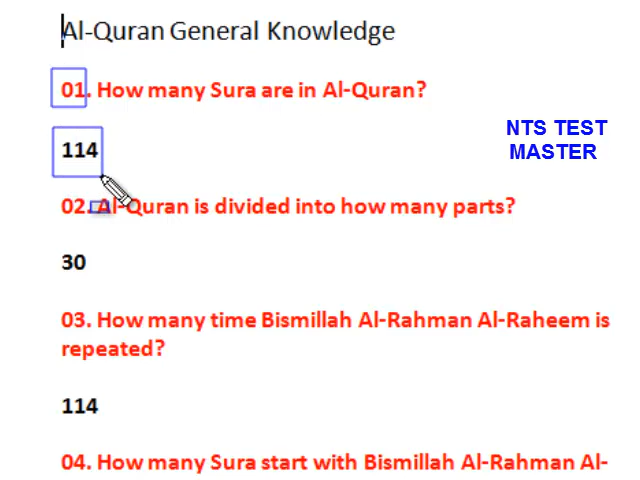 Al-Quran General Knowledge
01. How many Sura are in Al-Quran?
NTS TEST
MASTER
114
02. Al-Quran is divided into how many parts?
30
03. How many time Bismillah Al-Rahman Al-Raheem is
repeated?
114
04. How many Sura start with Bismillah Al-Rahman Al-